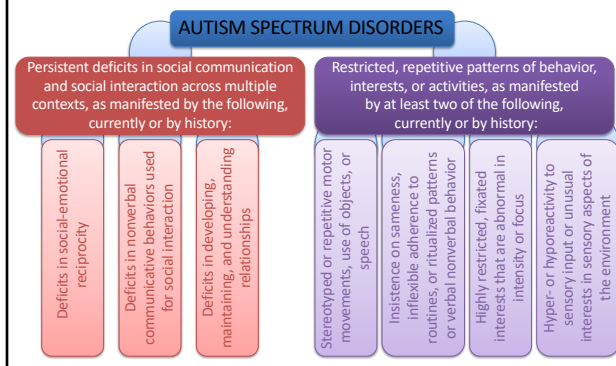 AUTISM SPECTRUM DISORDERS
Persistent deficits in social communication
and social interaction across multiple
contexts, as manifested by the following,
currently or by history:
Restricted, repetitive patterns of behavior,
interests, or activities, as manifested
by at least two of the following,
currently or by history:
Deficits in social-emotional
reciprocity
Deficits in nonverbal
communicative behaviors used
for social interaction
Deficits in developing,
maintaining, and understanding
relationships
Stereotyped or repetitive motor
movements, use of objects, or
speech
Insistence on sameness,
inflexible adherence to
routines, or ritualized patterns
or verbal nonverbal behavior
Highly restricted, fixated
interests that are abnormal in
intensity or focus
Hyper- or hyporeactivity to
sensory input or unusual
interests in sensory aspects of
the environment